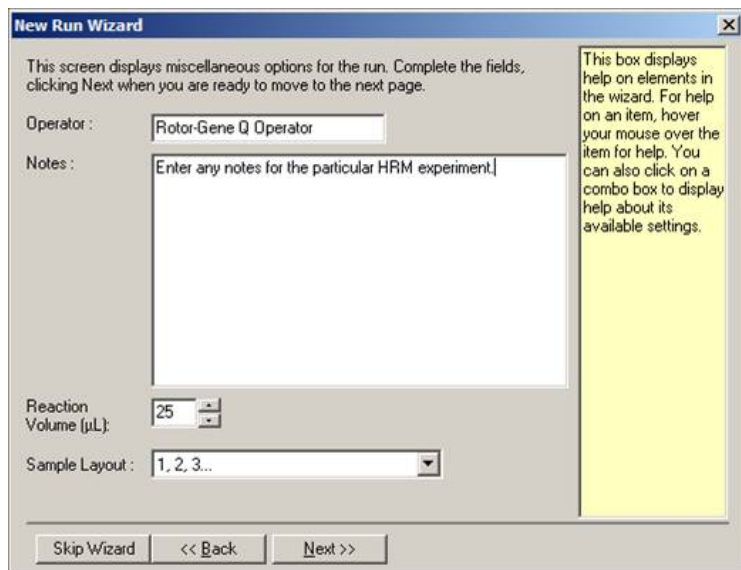 New Run Wizard
This screen displays miscellaneous options for the run. Complete the fields,
clicking Next when you are ready to move to the next page.
Operator :
Rotor-Gene Q Operator
Notes :
Enter any notes for the particular HRM experiment.
Reaction
Volume (µL):
25
Sample Layout :
1, 2, 3...
Skip Wizard
<< Back
Next >>
This box displays
help on elements in
the wizard. For help
on an item, hover
your mouse over the
item for help. You
can also click on a
combo box to display
help about its
available settings.